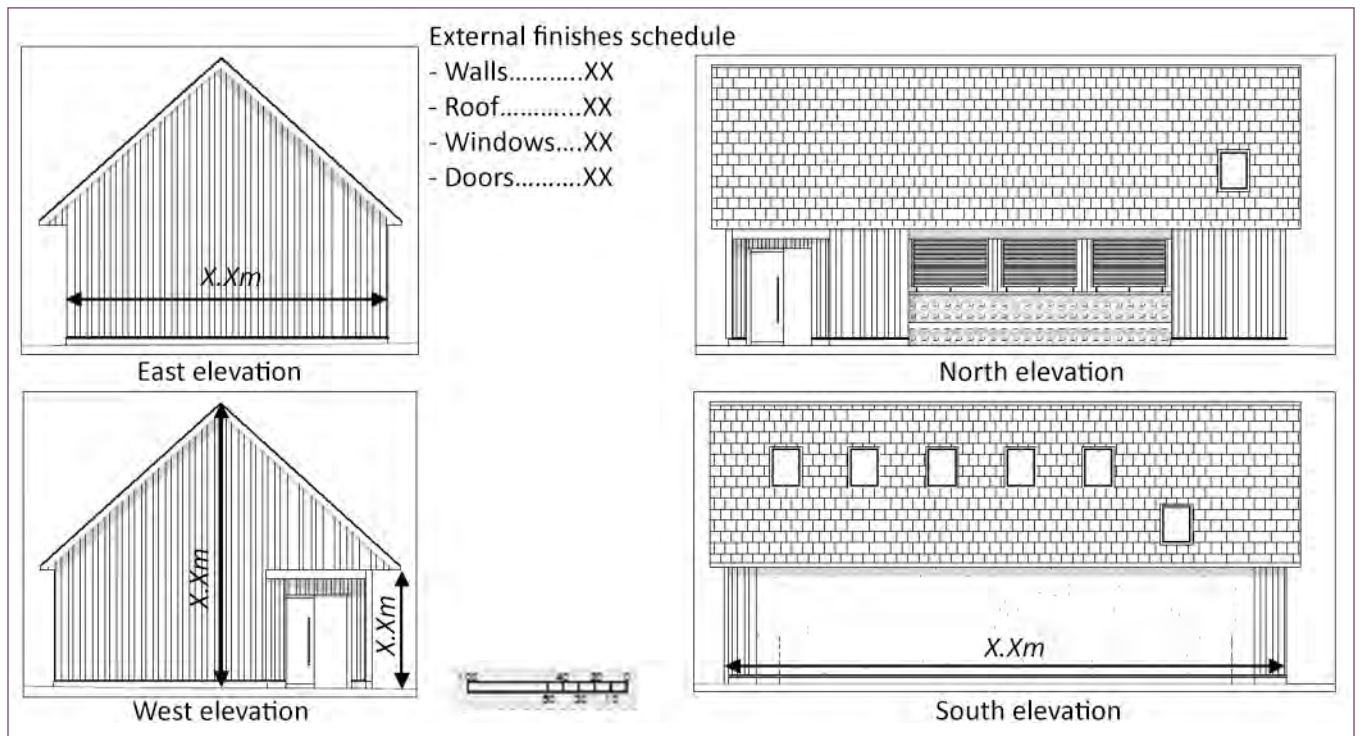 External finishes schedule
- Walls...........XX
- Roof............XX
- Windows....XX
- Doors..........XX
X.Xm
East elevation
North elevation
X.Xm
X.Xm
West elevation
X.Xm
South elevation